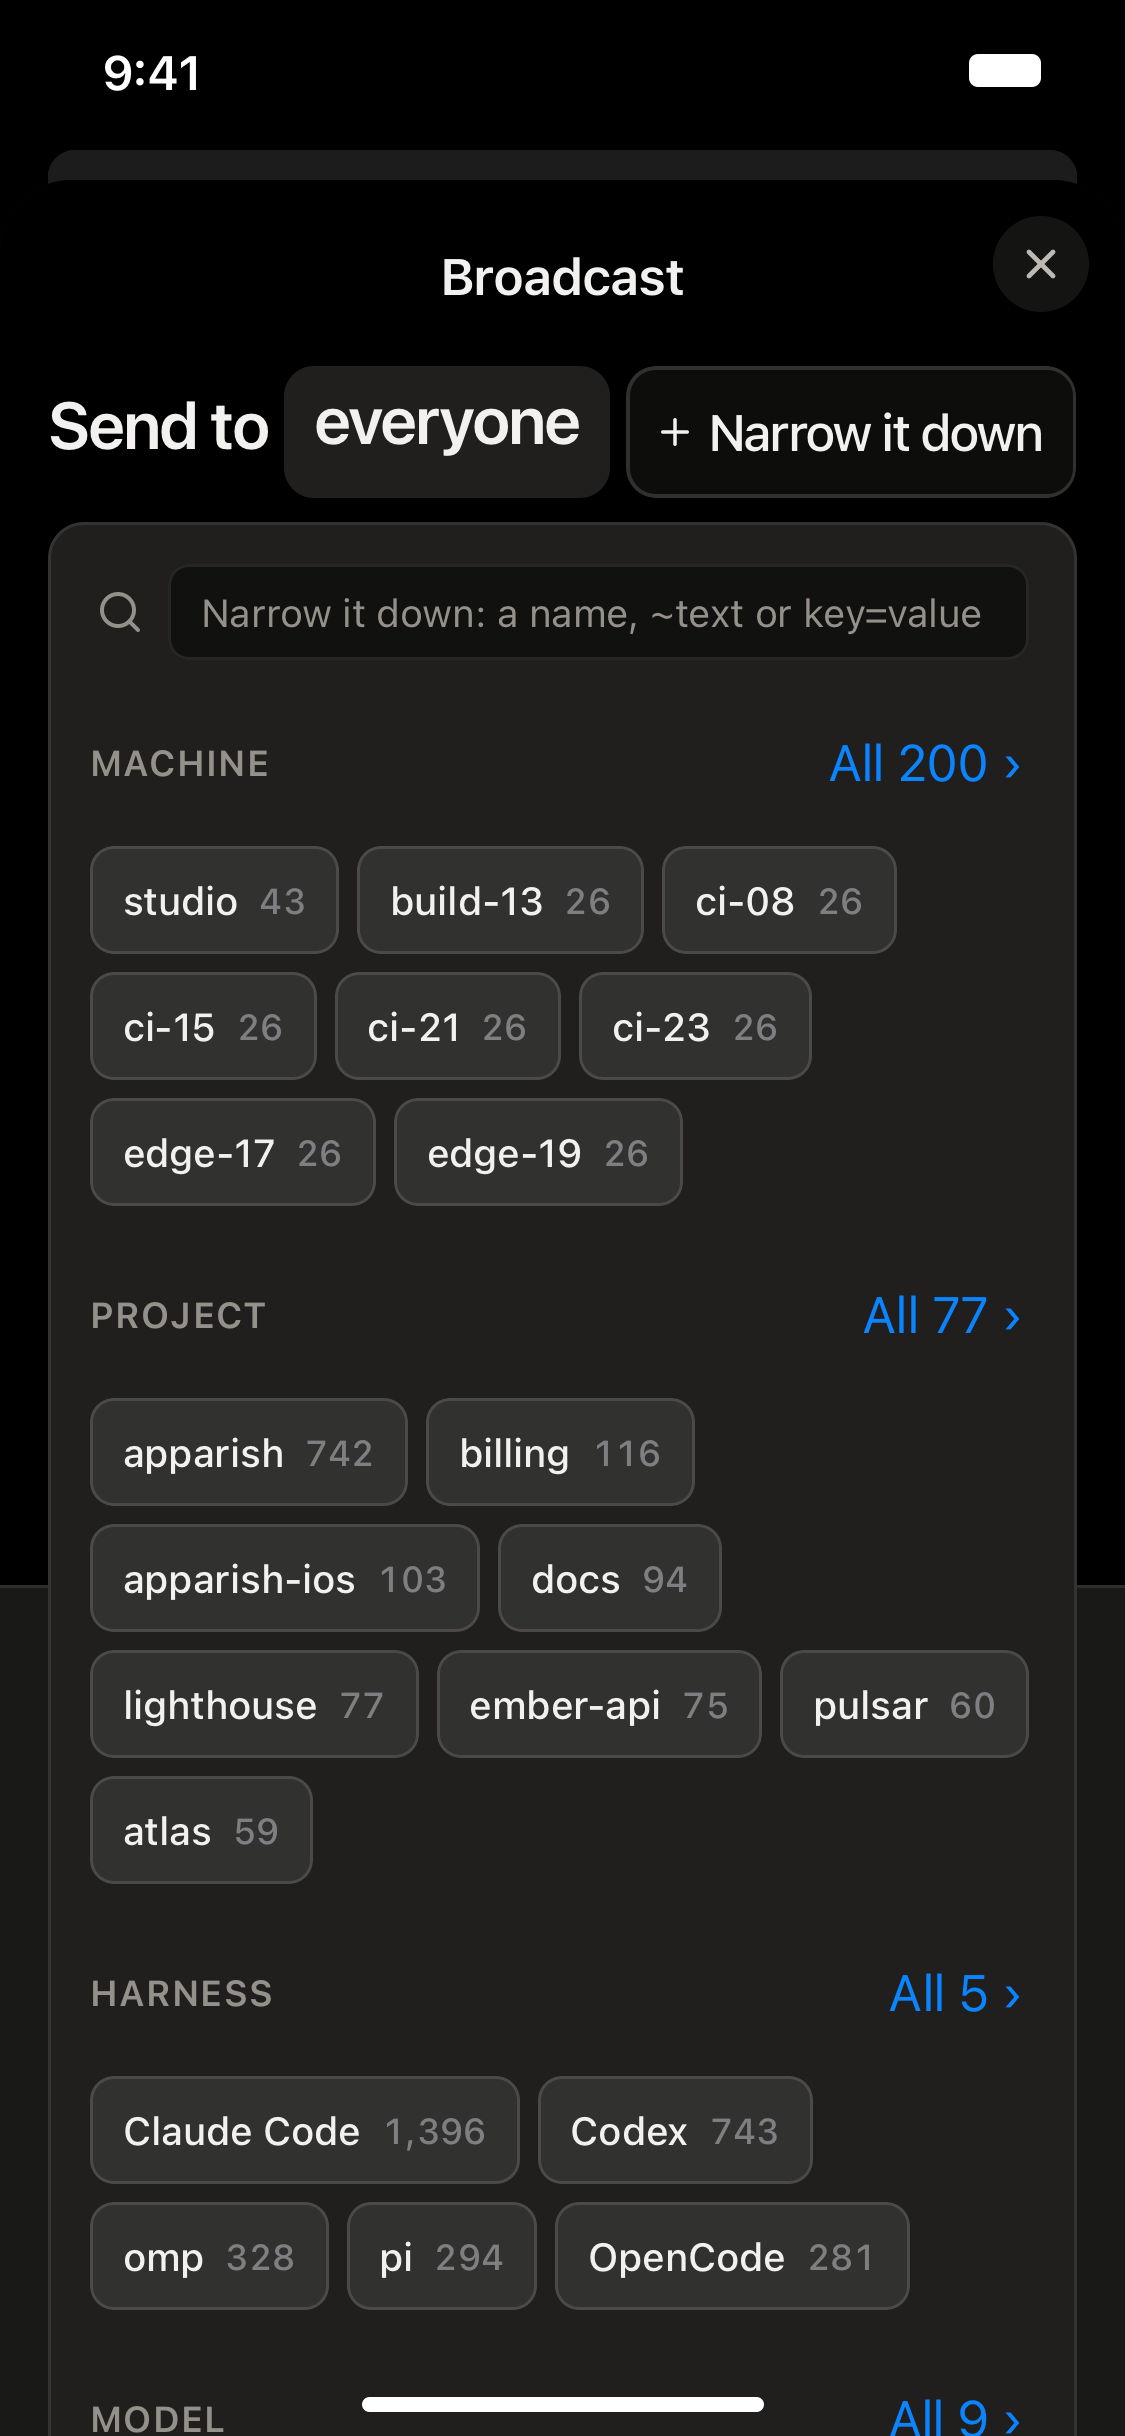 9:41
Broadcast
Send to everyone + Narrow it down
Narrow it down: a name, ~text or key=value
MACHINE All 200 ›
studio 43 build-13 26 ci-08 26
ci-15 26 ci-21 26 ci-23 26
edge-17 26 edge-19 26
PROJECT All 77 ›
apparish 742 billing 116
apparish-ios 103 docs 94
lighthouse 77 ember-api 75 pulsar 60
atlas 59
HARNESS All 5 ›
Claude Code 1,396 Codex 743
omp 328 pi 294 OpenCode 281
MODEL All 9 ›